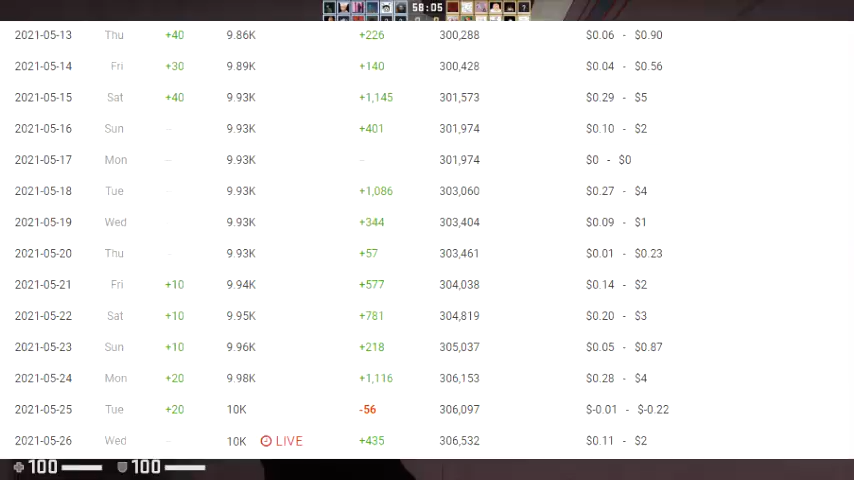 58:05
2021-05-13 Thu +40 9.86K +226 300,288 $0.06 - $0.90
2021-05-14 Fri +30 9.89K +140 300,428 $0.04 - $0.56
2021-05-15 Sat +40 9.93K +1,145 301,573 $0.29 - $5
2021-05-16 Sun -- 9.93K +401 301,974 $0.10 - $2
2021-05-17 Mon -- 9.93K -- 301,974 $0 - $0
2021-05-18 Tue -- 9.93K +1,086 303,060 $0.27 - $4
2021-05-19 Wed 9.93K +344 303,404 $0.09 - $1
2021-05-20 Thu -- 9.93K +57 303,461 $0.01 - $0.23
2021-05-21 Fri +10 9.94K +577 304,038 $0.14 - $2
2021-05-22 Sat +10 9.95K +781 304,819 $0.20 - $3
2021-05-23 Sun +10 9.96K +218 305,037 $0.05 - $0.87
2021-05-24 Mon +20 9.98K +1,116 306,153 $0.28 - $4
2021-05-25 Tue +20 10K -56 306,097 $-0.01 - $-0.22
2021-05-26 Wed -- 10K LIVE +435 306,532 $0.11 - $2
100 100